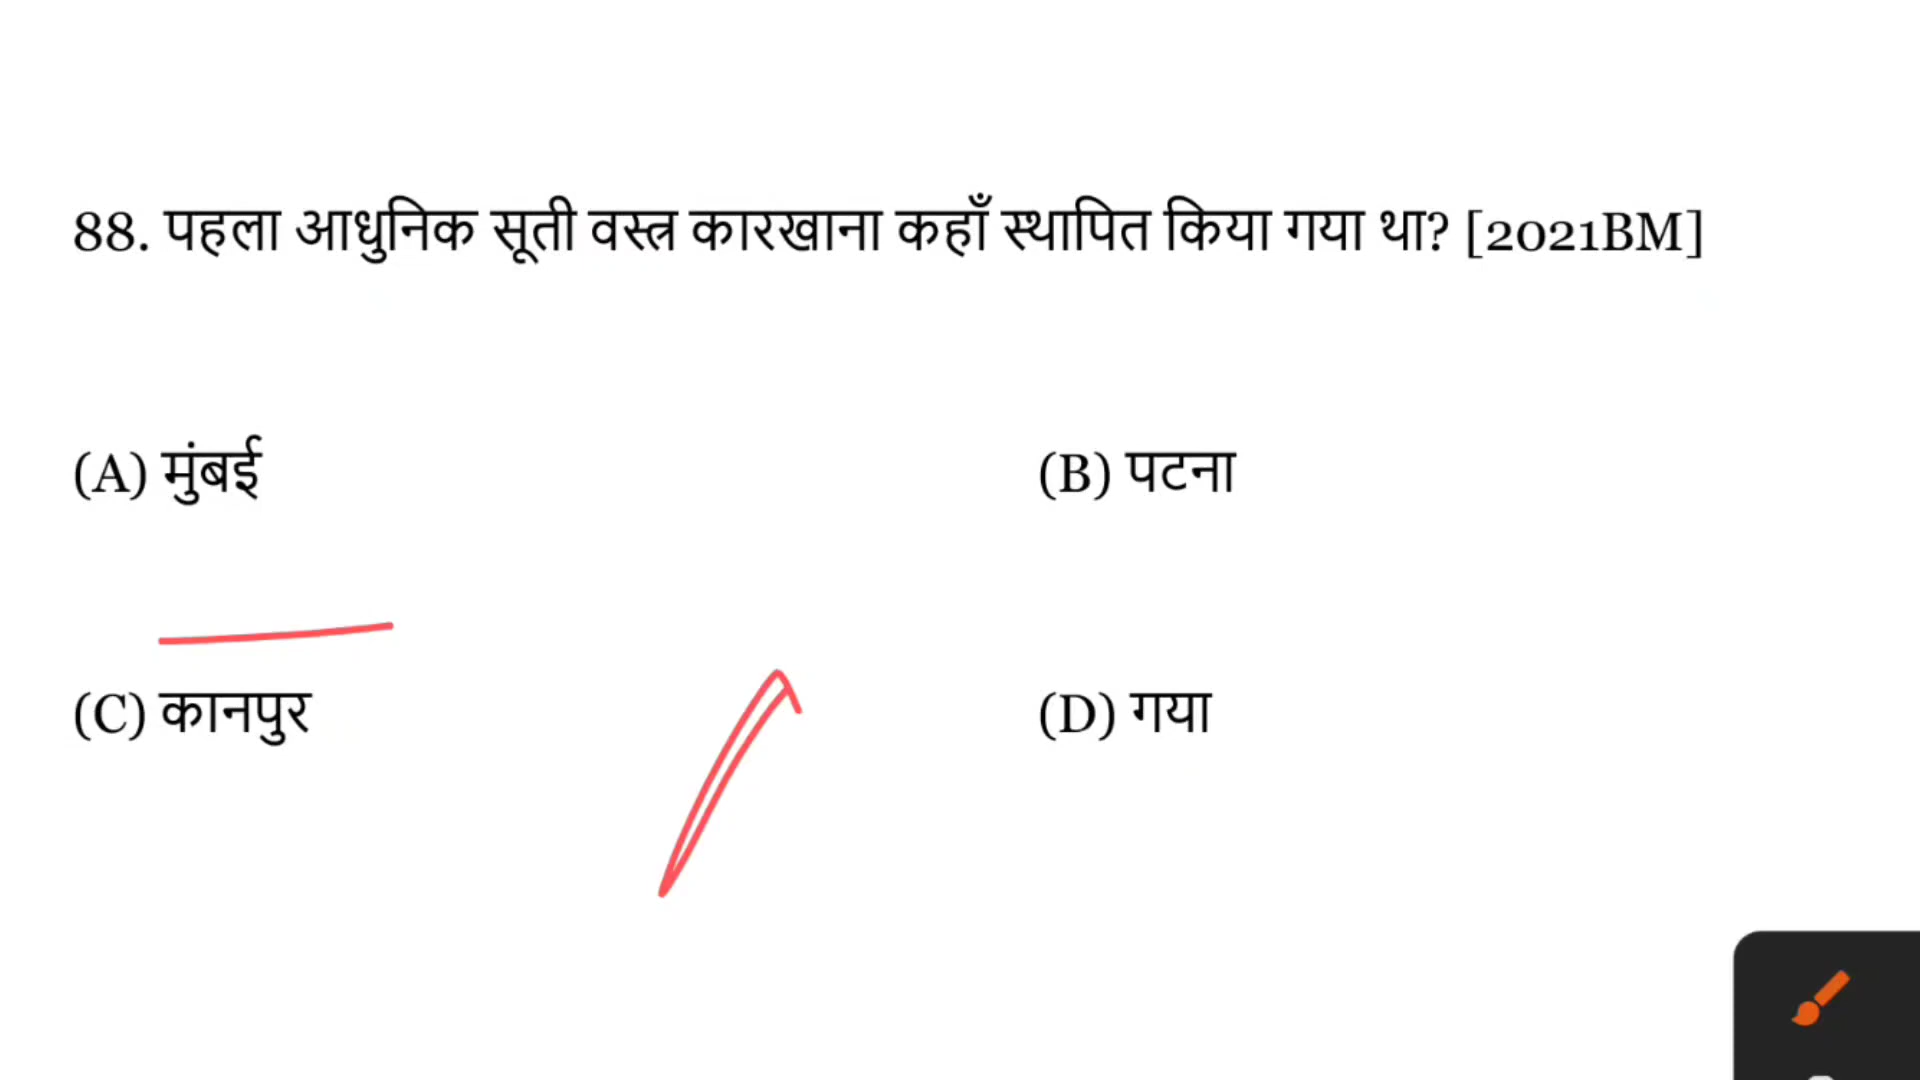 88. पहला आधुनिक सूती वस्त्र कारखाना कहाँ स्थापित किया गया था? [2021BM]
(A) मुंबई
(B) पटना
(C) कानपुर
(D) गया